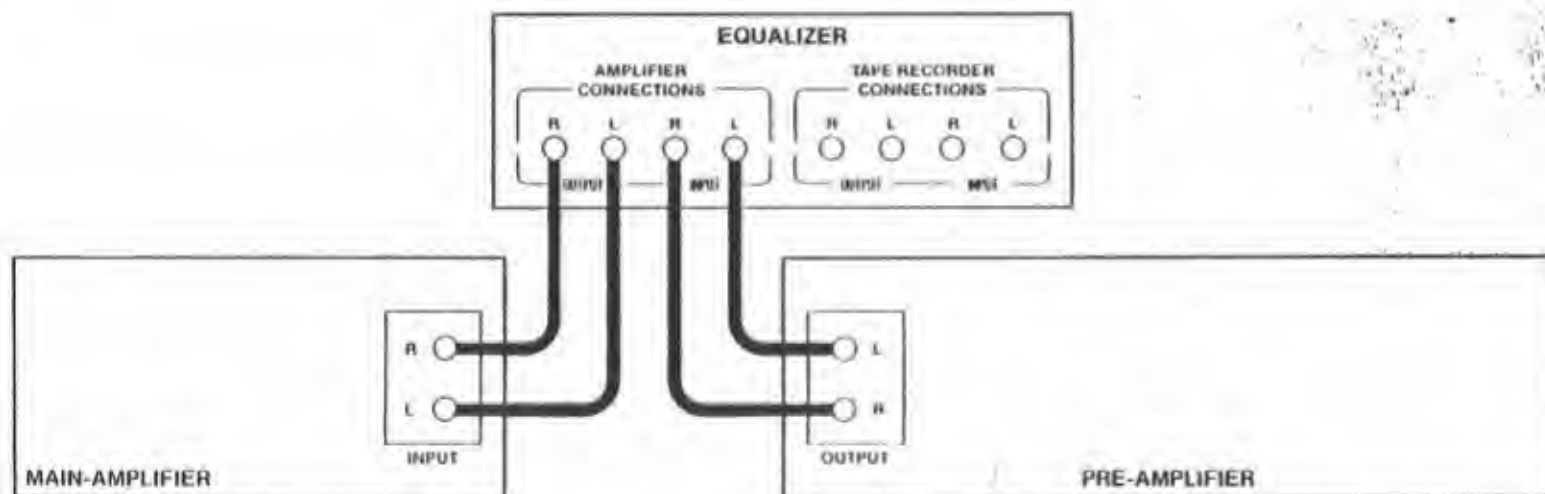 EQUALIZER
AMPLIFIER CONNECTIONS
TAPE RECORDER CONNECTIONS
R L R L
R L R L
OUTPUT INPUT
OUTPUT INPUT
R
L
INPUT
MAIN-AMPLIFIER
L
R
OUTPUT
PRE-AMPLIFIER